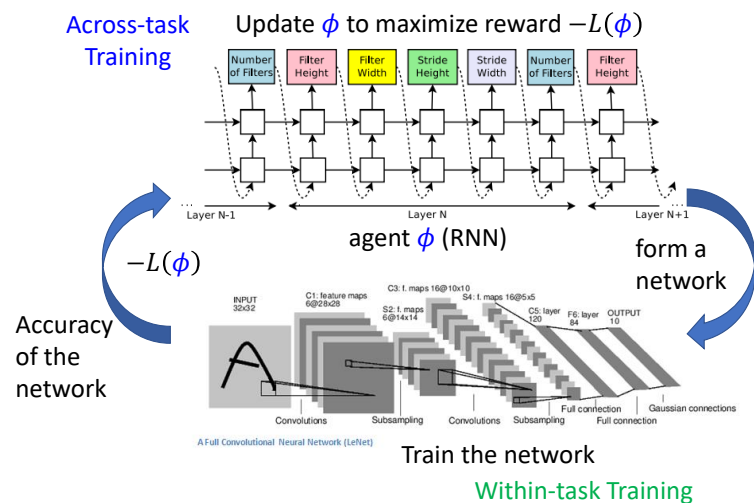 Across-task
Training
Update ϕ to maximize reward −L(ϕ)
Number
of Filters
Filter
Height
Filter
Width
Stride
Height
Stride
Width
Number
of Filters
Filter
Height
...
Layer N-1
Layer N
Layer N+1
...
agent ϕ (RNN)
form a
network
−L(ϕ)
Accuracy
of the
network
INPUT
32x32
C1: feature maps
6@28x28
S2: f. maps
6@14x14
C3: f. maps 16@10x10
S4: f. maps 16@5x5
C5: layer
120
F6: layer
84
OUTPUT
10
Convolutions
Subsampling
Convolutions
Subsampling
Full connection
Full connection
Gaussian connections
A Full Convolutional Neural Network (LeNet)
Train the network
Within-task Training